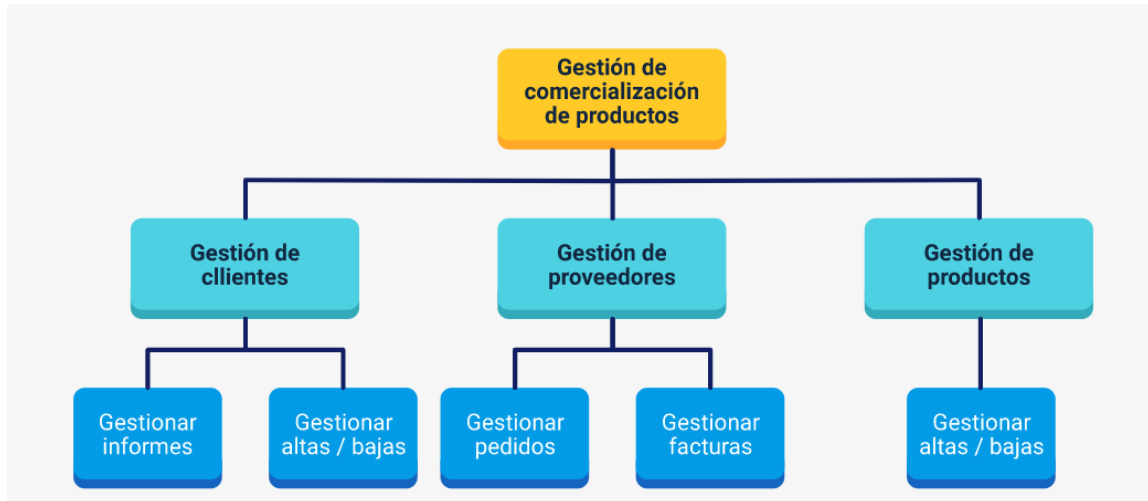 Gestión de
comercialización
de productos
Gestión de
cllientes
Gestión de
proveedores
Gestión de
productos
Gestionar
informes
Gestionar
altas / bajas
Gestionar
pedidos
Gestionar
facturas
Gestionar
altas / bajas